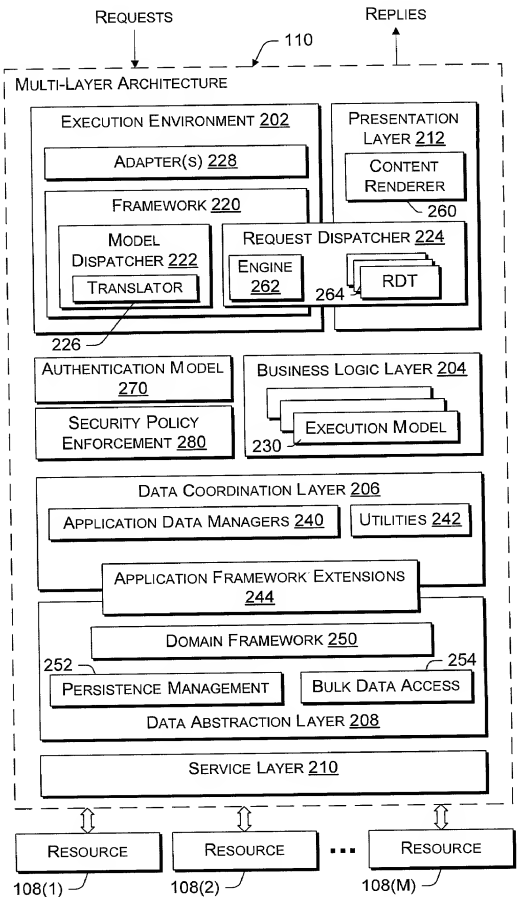 REQUESTS
REPLIES
110
MULTI-LAYER ARCHITECTURE
EXECUTION ENVIRONMENT 202
ADAPTER(S) 228
FRAMEWORK 220
MODEL
DISPATCHER 222
TRANSLATOR
226
PRESENTATION
LAYER 212
CONTENT
RENDERER
260
REQUEST DISPATCHER 224
ENGINE
262
264
RDT
AUTHENTICATION MODEL
270
SECURITY POLICY
ENFORCEMENT 280
BUSINESS LOGIC LAYER 204
230
EXECUTION MODEL
DATA COORDINATION LAYER 206
APPLICATION DATA MANAGERS 240
UTILITIES 242
APPLICATION FRAMEWORK EXTENSIONS
244
DOMAIN FRAMEWORK 250
252
254
PERSISTENCE MANAGEMENT
BULK DATA ACCESS
DATA ABSTRACTION LAYER 208
SERVICE LAYER 210
RESOURCE
RESOURCE
RESOURCE
108(1)
108(2)
108(M)